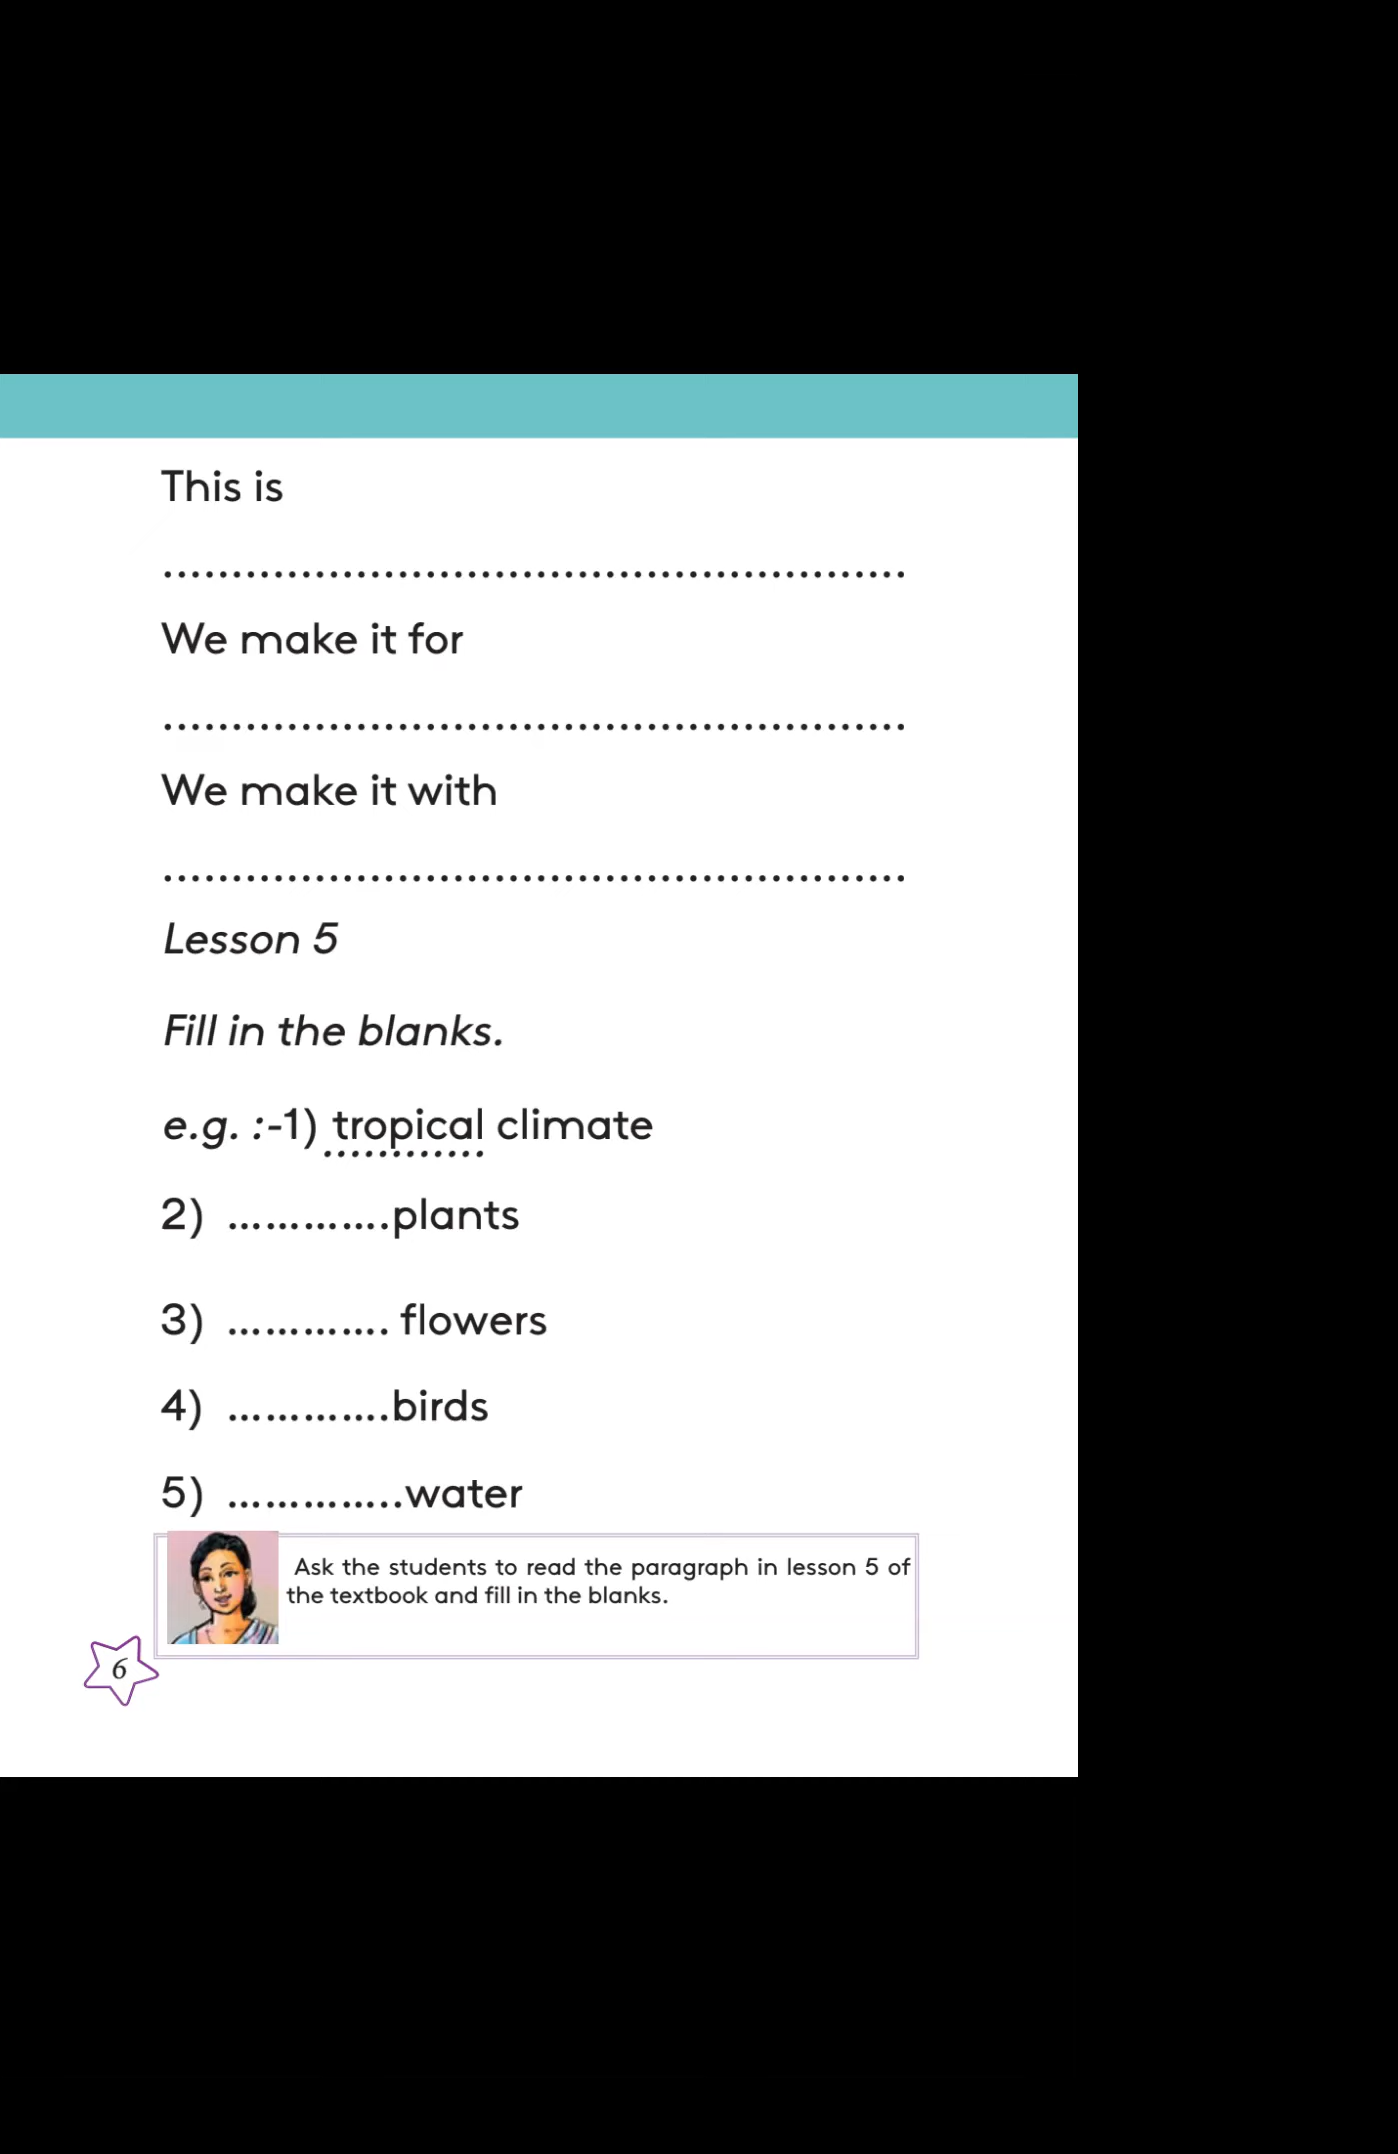 This is
......................................................
We make it for
......................................................
We make it with
......................................................
Lesson 5
Fill in the blanks.
e.g. :-1) tropical climate
2) .............plants
3) ............. flowers
4) .............birds
5) ..............water
Ask the students to read the paragraph in lesson 5 of
the textbook and fill in the blanks.
6